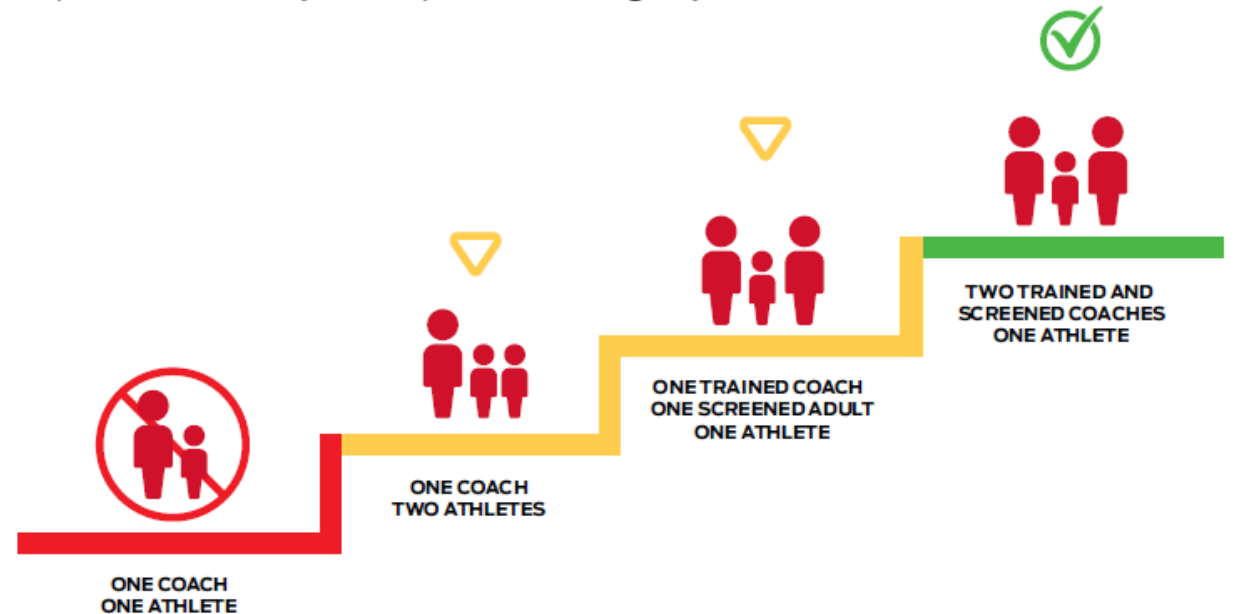 ONE COACH
ONE ATHLETE
ONE COACH
TWO ATHLETES
ONE TRAINED COACH
ONE SCREENED ADULT
ONE ATHLETE
TWO TRAINED AND
SCREENED COACHES
ONE ATHLETE